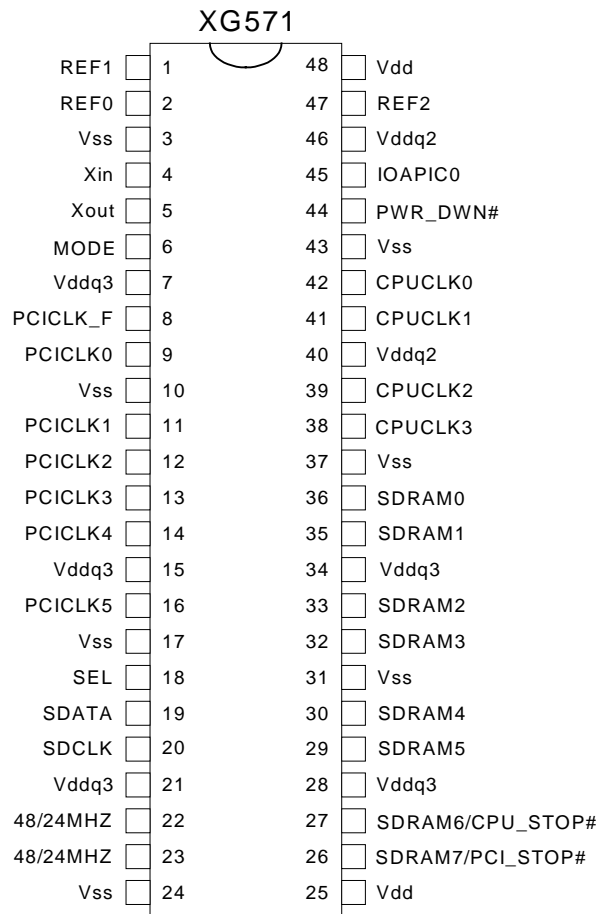 XG571
REF1 1 48 Vdd
REF0 2 47 REF2
Vss 3 46 Vddq2
Xin 4 45 IOAPIC0
Xout 5 44 PWR_DWN#
MODE 6 43 Vss
Vddq3 7 42 CPUCLK0
PCICLK_F 8 41 CPUCLK1
PCICLK0 9 40 Vddq2
Vss 10 39 CPUCLK2
PCICLK1 11 38 CPUCLK3
PCICLK2 12 37 Vss
PCICLK3 13 36 SDRAM0
PCICLK4 14 35 SDRAM1
Vddq3 15 34 Vddq3
PCICLK5 16 33 SDRAM2
Vss 17 32 SDRAM3
SEL 18 31 Vss
SDATA 19 30 SDRAM4
SDCLK 20 29 SDRAM5
Vddq3 21 28 Vddq3
48/24MHZ 22 27 SDRAM6/CPU_STOP#
48/24MHZ 23 26 SDRAM7/PCI_STOP#
Vss 24 25 Vdd